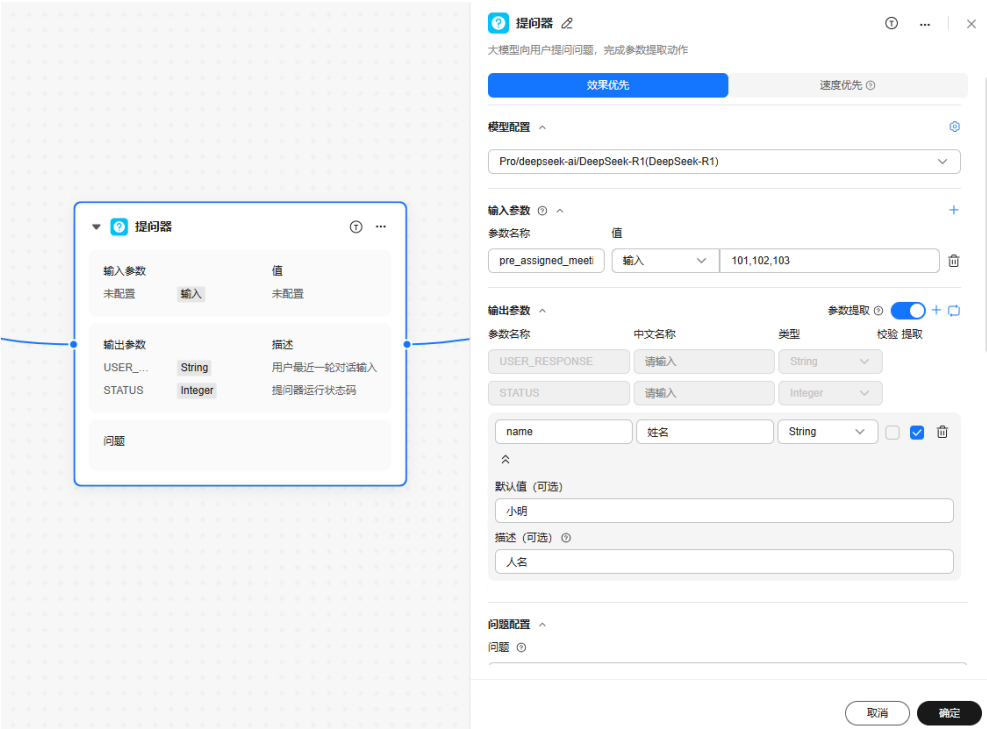 提问器
输入参数 值
未配置 输入 未配置
输出参数 描述
USER_... String 用户最近一轮对话输入
STATUS Integer 提问器运行状态码
问题
提问器
大模型向用户提问问题，完成参数提取动作
效果优先 速度优先
模型配置
Pro/deepseek-ai/DeepSeek-R1(DeepSeek-R1)
输入参数
参数名称 值
pre_assigned_meeti 输入 101,102,103
输出参数 参数提取
参数名称 中文名称 类型 校验 提取
USER_RESPONSE 请输入 String
STATUS 请输入 Integer
name 姓名 String
默认值（可选）
小明
描述（可选）
人名
问题配置
问题
取消 确定